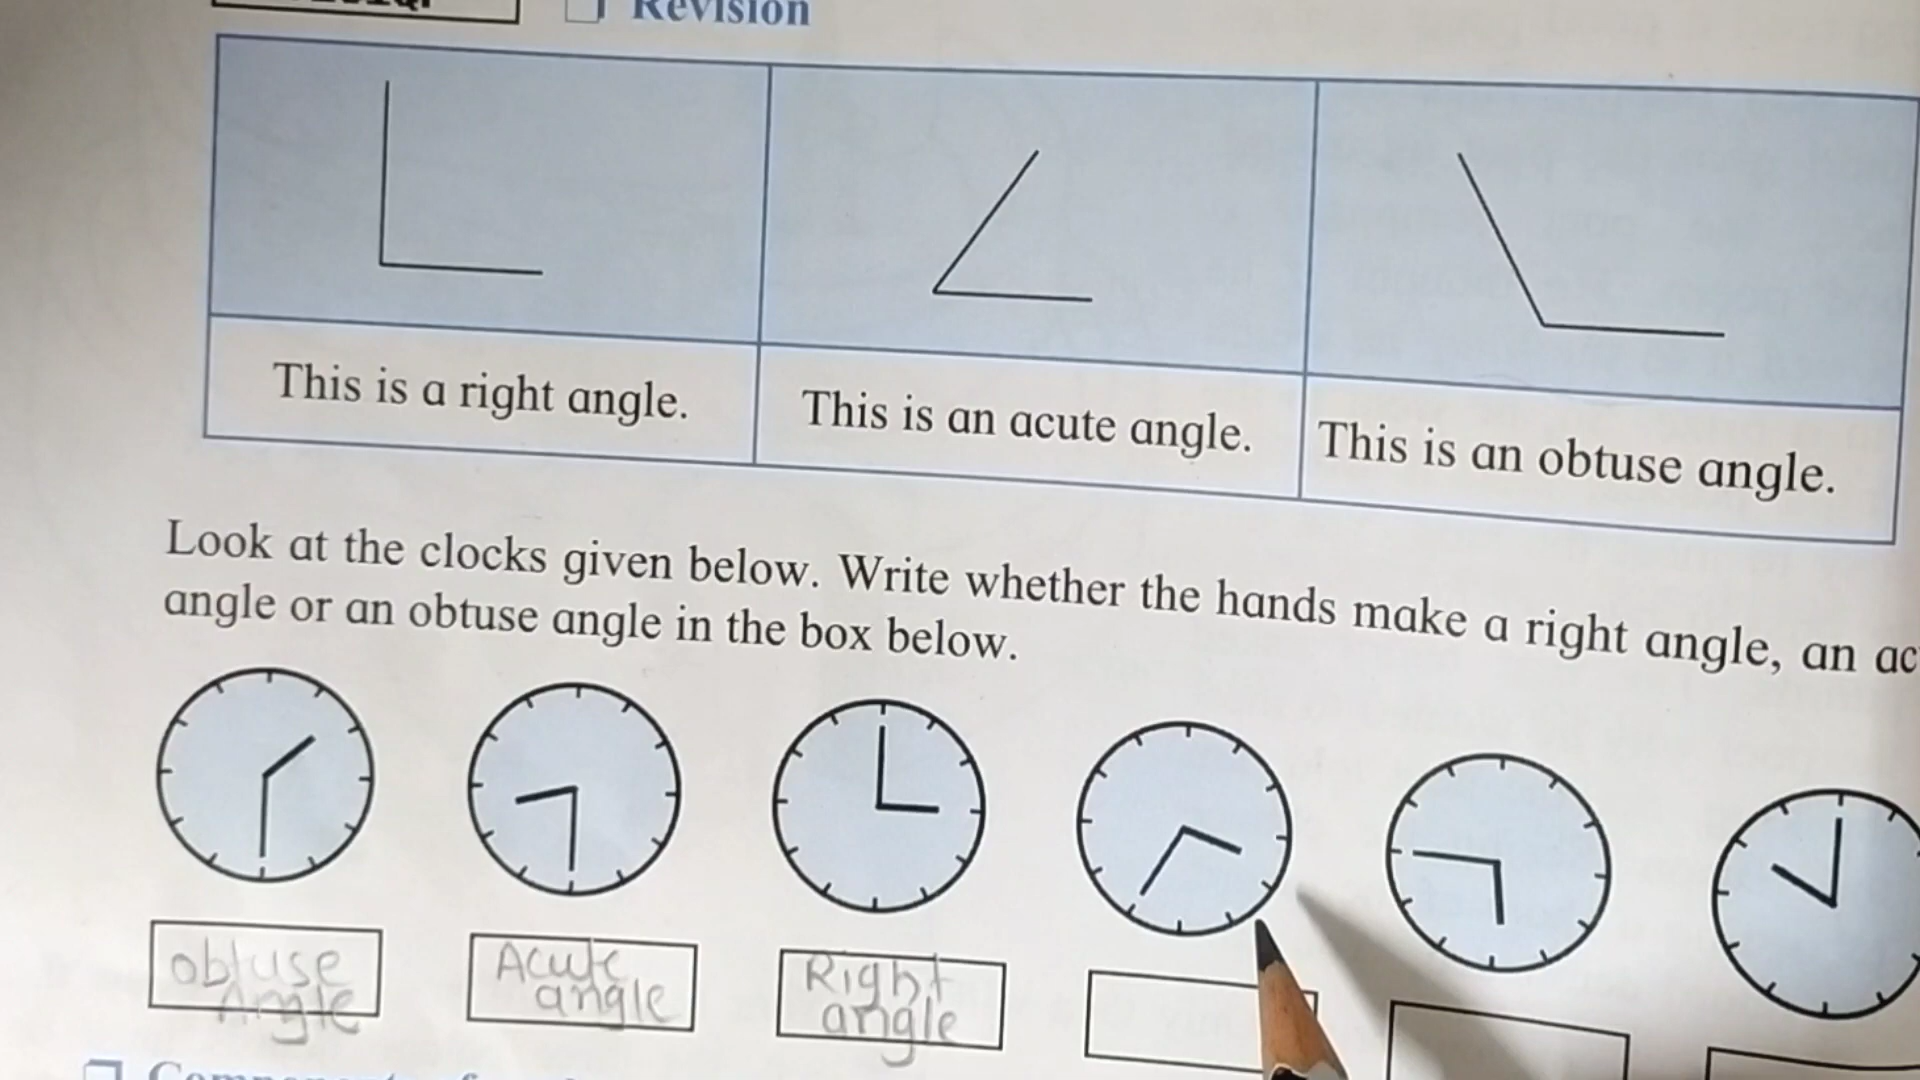 Revision
This is a right angle.
This is an acute angle.
This is an obtuse angle.
Look at the clocks given below. Write whether the hands make a right angle, an ac
angle or an obtuse angle in the box below.
obtuse
Angle
Acute
angle
Right
angle